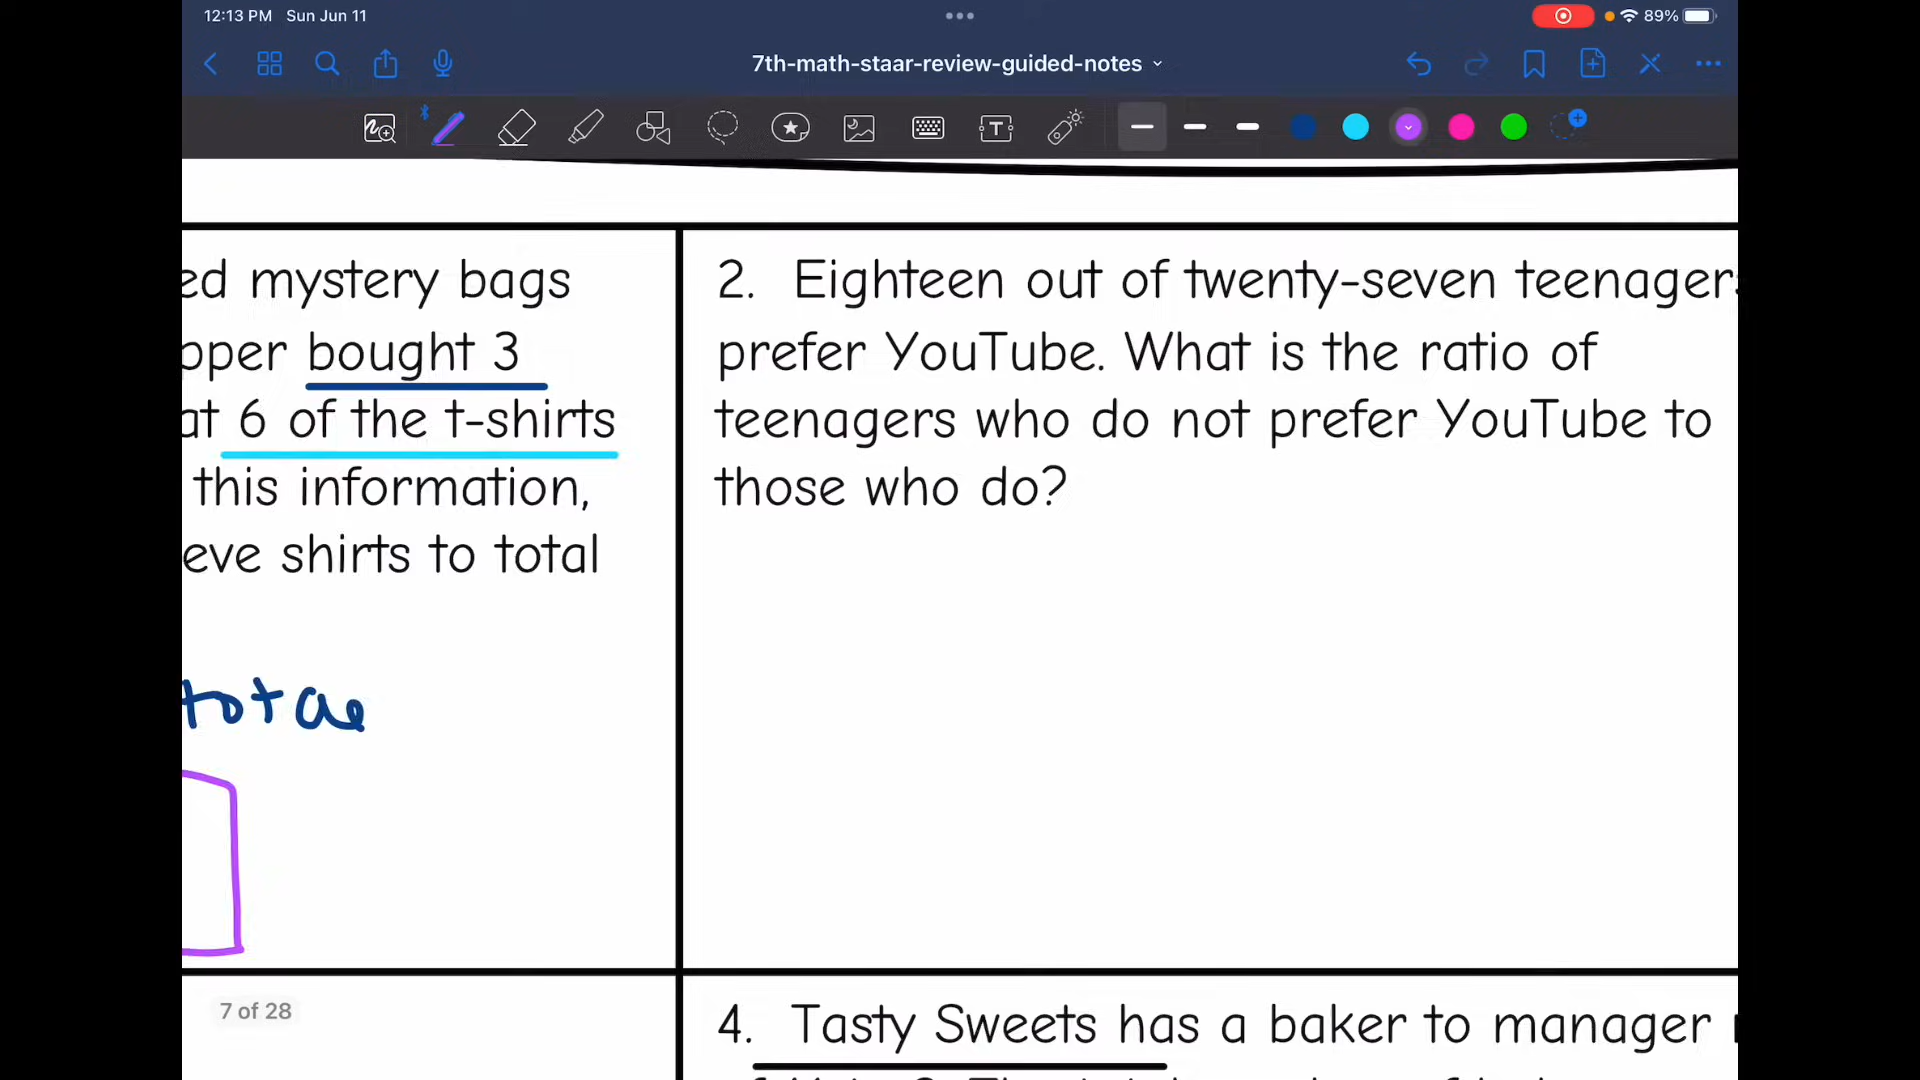 12:13 PM Sun Jun 11
89%
7th-math-staar-review-guided-notes
T
ed mystery bags
pper bought 3
at 6 of the t-shirts
this information,
eve shirts to total
total
2. Eighteen out of twenty-seven teenagers
prefer YouTube. What is the ratio of
teenagers who do not prefer YouTube to
those who do?
7 of 28
4. Tasty Sweets has a baker to manager